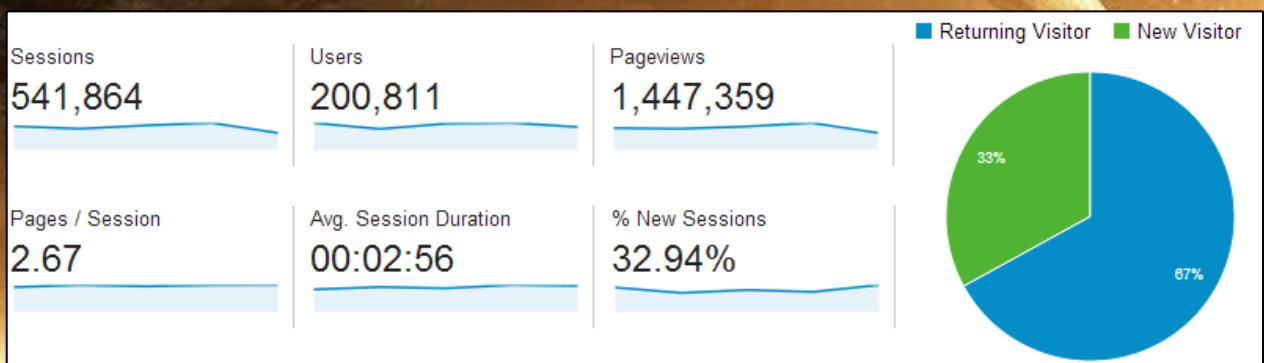 Sessions
541,864
Users
200,811
Pageviews
1,447,359
Pages / Session
2.67
Avg. Session Duration
00:02:56
% New Sessions
32.94%
Returning Visitor
New Visitor
33%
67%